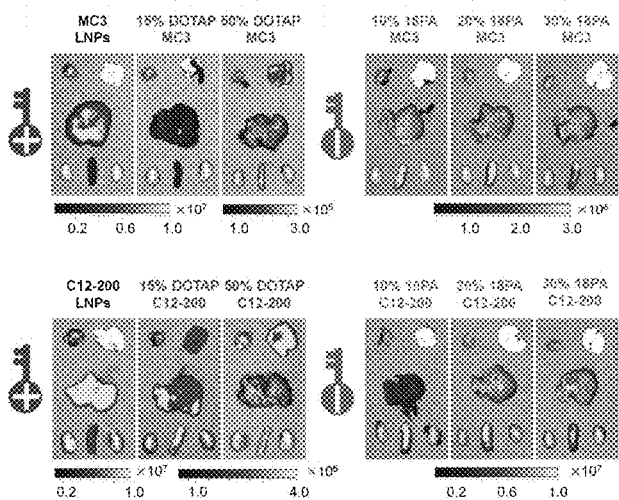 MC3 15% DOTAP 50% DOTAP 10% 18PA 20% 18PA 30% 18PA
LNPs MC3 MC3 MC3 MC3 MC3
×10⁷ ×10⁶ ×10⁶
0.2 0.6 1.0 1.0 3.0 1.0 2.0 3.0
C12-200 15% DOTAP 50% DOTAP 10% 18PA 20% 18PA 30% 18PA
LNPs C12-200 C12-200 C12-200 C12-200 C12-200
×10⁷ ×10⁶ ×10⁷
0.2 1.0 1.0 4.0 0.2 0.6 1.0